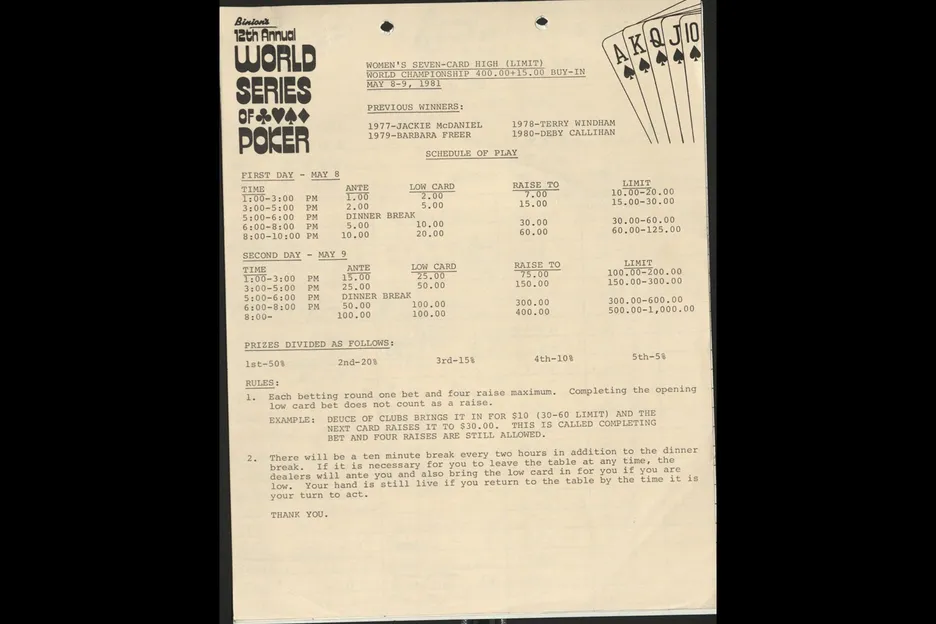 Binion's
12th Annual
WORLD
SERIES
OF ♣♥♠♦
POKER
A K Q J 10
WOMEN'S SEVEN-CARD HIGH (LIMIT)
WORLD CHAMPIONSHIP 400.00+15.00 BUY-IN
MAY 8-9, 1981
PREVIOUS WINNERS:
1977-JACKIE McDANIEL 1978-TERRY WINDHAM
1979-BARBARA FREER 1980-DEBY CALLIHAN
SCHEDULE OF PLAY
FIRST DAY - MAY 8
TIME ANTE LOW CARD RAISE TO LIMIT
1:00-3:00 PM 1.00 2.00 7.00 10.00-20.00
3:00-5:00 PM 2.00 5.00 15.00 15.00-30.00
5:00-6:00 PM DINNER BREAK
6:00-8:00 PM 5.00 10.00 30.00 30.00-60.00
8:00-10:00 PM 10.00 20.00 60.00 60.00-125.00
SECOND DAY - MAY 9
TIME ANTE LOW CARD RAISE TO LIMIT
1:00-3:00 PM 15.00 25.00 75.00 100.00-200.00
3:00-5:00 PM 25.00 50.00 150.00 150.00-300.00
5:00-6:00 PM DINNER BREAK
6:00-8:00 PM 50.00 100.00 300.00 300.00-600.00
8:00- 100.00 100.00 400.00 500.00-1,000.00
PRIZES DIVIDED AS FOLLOWS:
1st-50% 2nd-20% 3rd-15% 4th-10% 5th-5%
RULES:
1. Each betting round one bet and four raise maximum. Completing the opening
low card bet does not count as a raise.
EXAMPLE: DEUCE OF CLUBS BRINGS IT IN FOR $10 (30-60 LIMIT) AND THE
NEXT CARD RAISES IT TO $30.00. THIS IS CALLED COMPLETING
BET AND FOUR RAISES ARE STILL ALLOWED.
2. There will be a ten minute break every two hours in addition to the dinner
break. If it is necessary for you to leave the table at any time, the
dealers will ante you and also bring the low card in for you if you are
low. Your hand is still live if you return to the table by the time it is
your turn to act.
THANK YOU.